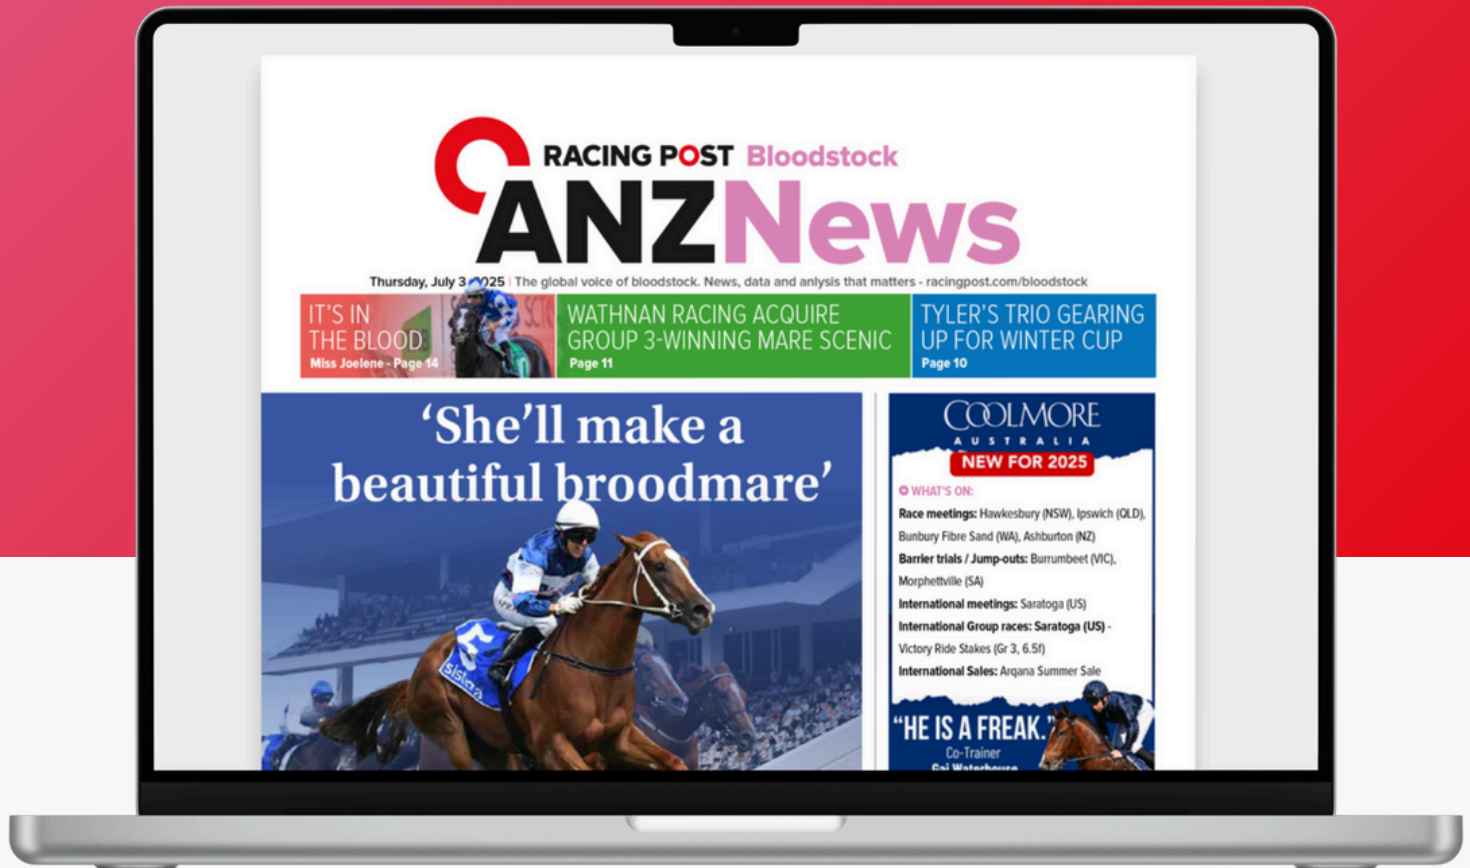 RACING POST Bloodstock
ANZNews
Thursday, July 3, 2025 | The global voice of bloodstock. News, data and anlysis that matters - racingpost.com/bloodstock
IT'S IN
THE BLOOD
Miss Joelene - Page 14
WATHNAN RACING ACQUIRE
GROUP 3-WINNING MARE SCENIC
Page 11
TYLER'S TRIO GEARING
UP FOR WINTER CUP
Page 10
‘She’ll make a
beautiful broodmare’
5
COOLMORE
AUSTRALIA
NEW FOR 2025
WHAT'S ON:
Race meetings: Hawkesbury (NSW), Ipswich (QLD),
Bunbury Fibre Sand (WA), Ashburton (NZ)
Barrier trials / Jump-outs: Burrumbeet (VIC),
Morphettville (SA)
International meetings: Saratoga (US)
International Group races: Saratoga (US) -
Victory Ride Stakes (Gr 3, 6.5f)
International Sales: Arqana Summer Sale
“HE IS A FREAK.”
Co-Trainer
Gai Waterhouse